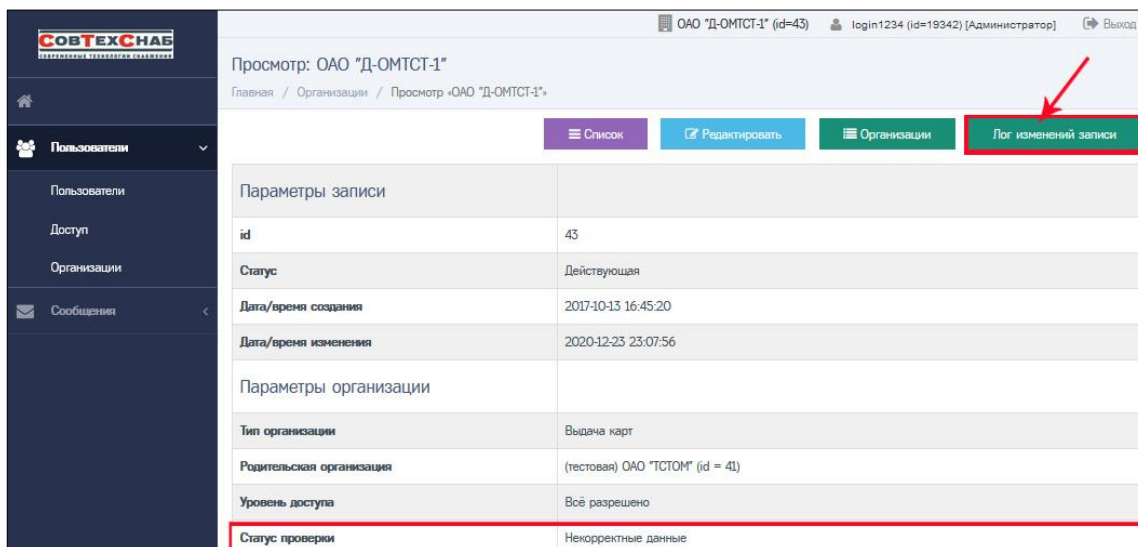 ОАО "Д-ОМТСТ-1" (id=43) login1234 (id=19342) [Администратор] Выход
СОВТЕХСНАБ
СОВРЕМЕННЫЕ ТЕХНОЛОГИИ СНАБЖЕНИЯ
Просмотр: ОАО "Д-ОМТСТ-1"
Главная / Организации / Просмотр «ОАО "Д-ОМТСТ-1"»
Список Редактировать Организации Лог изменений записи
Пользователи
Пользователи
Доступ
Организации
Сообщения
Параметры записи
id 43
Статус Действующая
Дата/время создания 2017-10-13 16:45:20
Дата/время изменения 2020-12-23 23:07:56
Параметры организации
Тип организации Выдача карт
Родительская организация (тестовая) ОАО "ТСТОМ" (id = 41)
Уровень доступа Всё разрешено
Статус проверки Некорректные данные